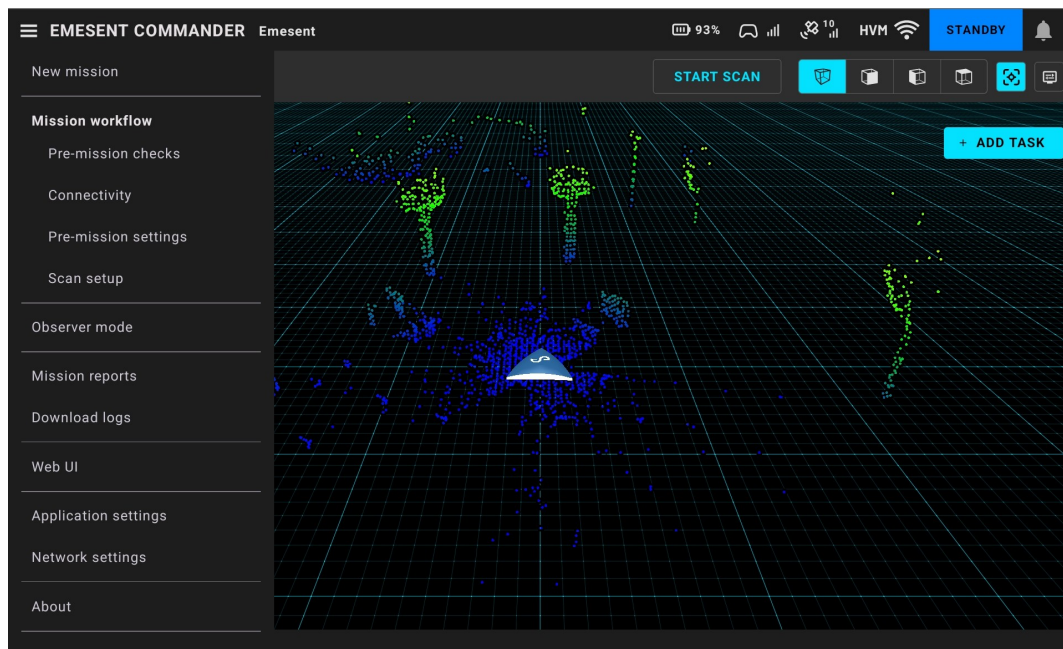 EMESENT COMMANDER Emesent 93% 10 HVM STANDBY
New mission
START SCAN
Mission workflow
+ ADD TASK
Pre-mission checks
Connectivity
Pre-mission settings
Scan setup
Observer mode
Mission reports
Download logs
Web UI
Application settings
Network settings
About